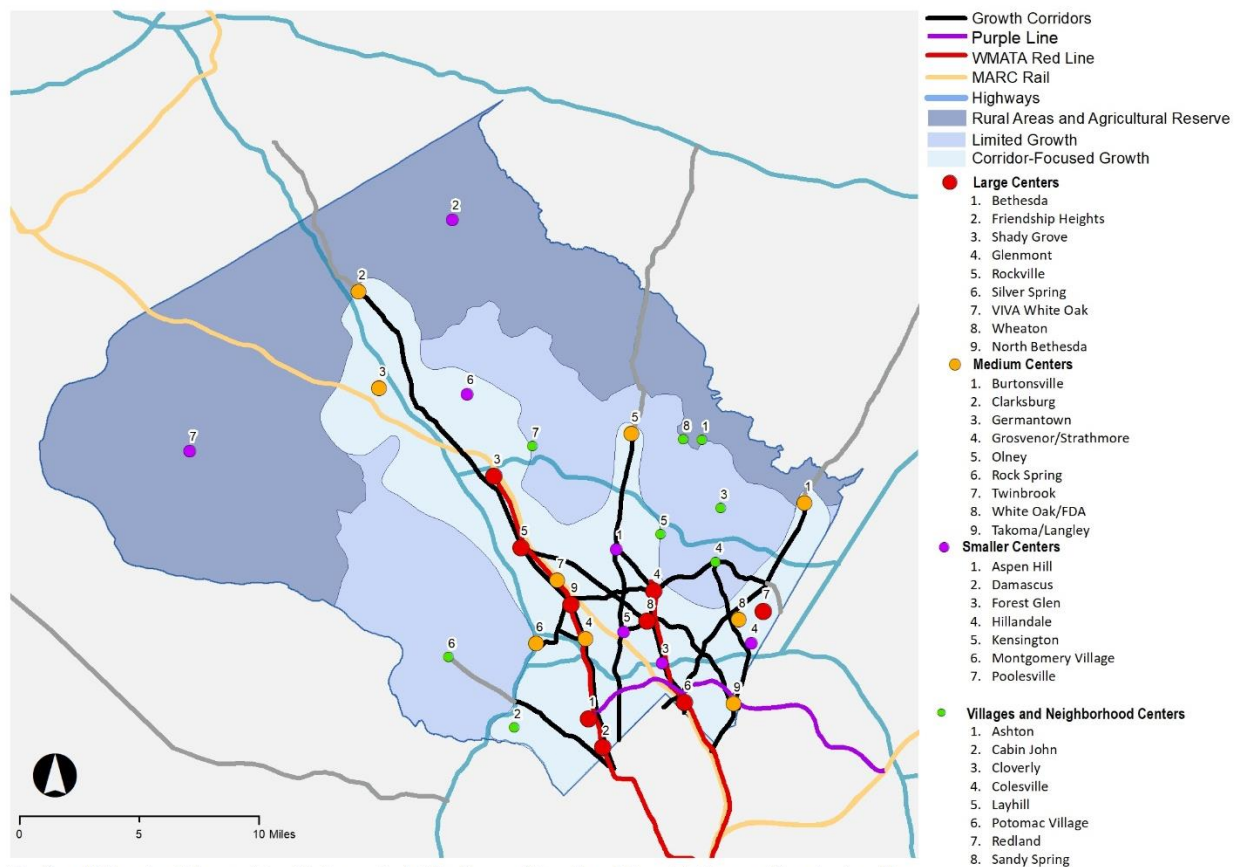 Growth Corridors
Purple Line
WMATA Red Line
MARC Rail
Highways
Rural Areas and Agricultural Reserve
Limited Growth
Corridor-Focused Growth
Large Centers
1. Bethesda
2. Friendship Heights
3. Shady Grove
4. Glenmont
5. Rockville
6. Silver Spring
7. VIVA White Oak
8. Wheaton
9. North Bethesda
Medium Centers
1. Burtonsville
2. Clarksburg
3. Germantown
4. Grosvenor/Strathmore
5. Olney
6. Rock Spring
7. Twinbrook
8. White Oak/FDA
9. Takoma/Langley
Smaller Centers
1. Aspen Hill
2. Damascus
3. Forest Glen
4. Hillandale
5. Kensington
6. Montgomery Village
7. Poolesville
Villages and Neighborhood Centers
1. Ashton
2. Cabin John
3. Cloverly
4. Colesville
5. Layhill
6. Potomac Village
7. Redland
8. Sandy Spring
2
2
3
6
7
5
8 1
7
3
1
3
5
5
1
4
7
4
9
8
8
7
6
4
5
4
6
3
1
6
9
2
2
0 5 10 Miles